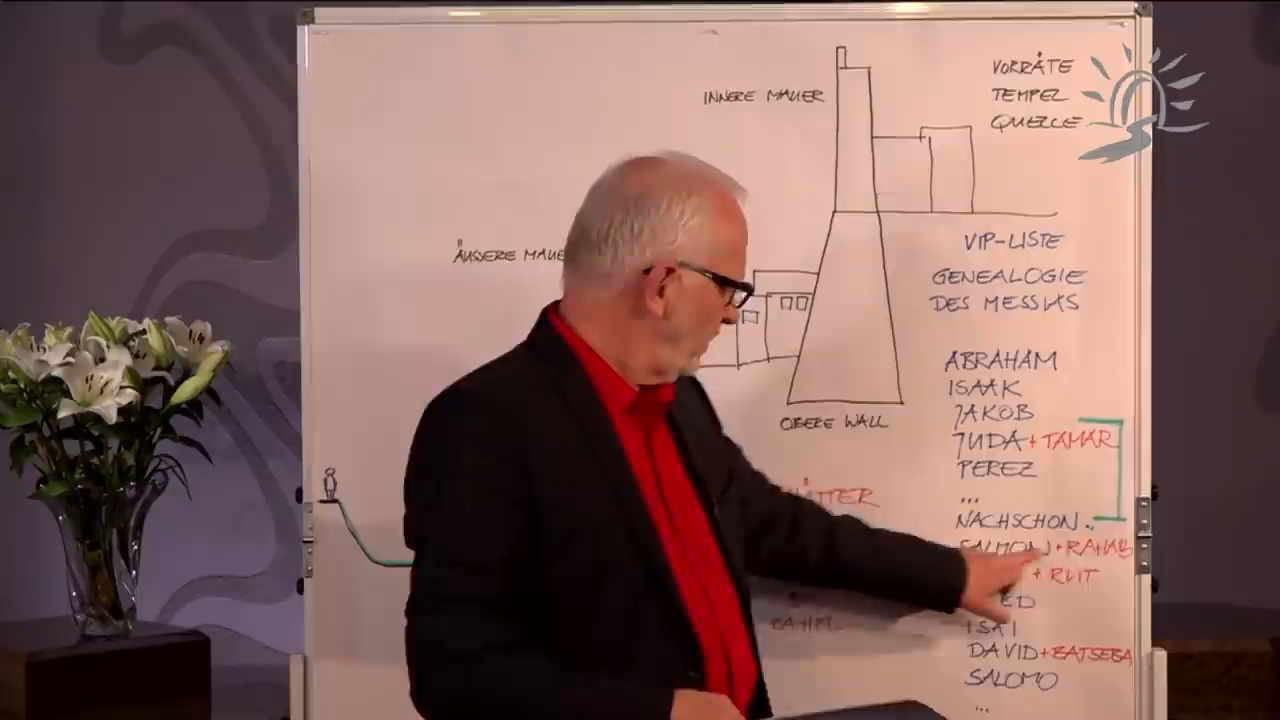 INNERE MAUER
VORRÄTE
TEMPEL
QUELLE
ÄUSSERE
VIP-LISTE
GENEALOGIE
DES MESSIAS
OBERE WALL
ABRAHAM
ISAAK
JAKOB
JUDA + TAMAR
PEREZ
...
NACHSCHON..
SALMON + RAHAB
+ RUT
ISAI
DAVID + BATSEBA
SALOMO
...